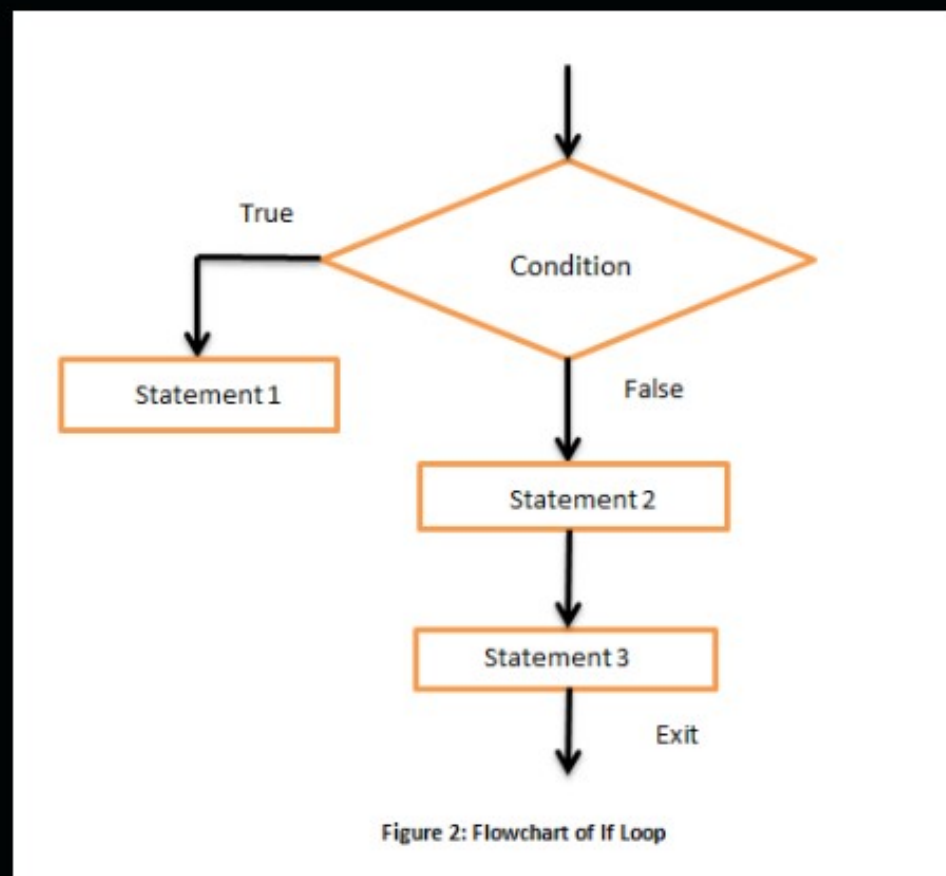 True
Condition
Statement 1
False
Statement 2
Statement 3
Exit
Figure 2: Flowchart of If Loop